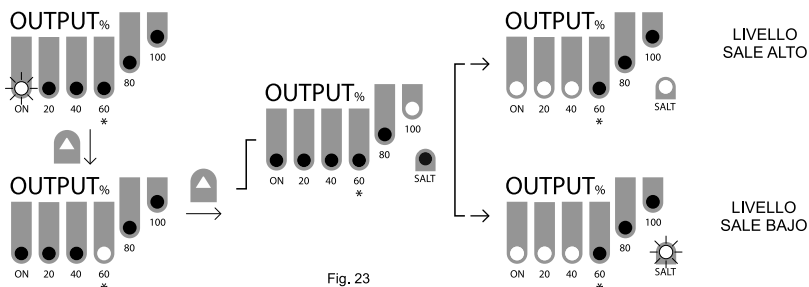 OUTPUT%
ON 20 40 60 80 100
*
OUTPUT%
ON 20 40 60 80 100
*
OUTPUT%
ON 20 40 60 80 100
*
SALT
OUTPUT%
ON 20 40 60 80 100
*
SALT
LIVELLO
SALE ALTO
OUTPUT%
ON 20 40 60 80 100
*
SALT
LIVELLO
SALE BAJO
Fig. 23